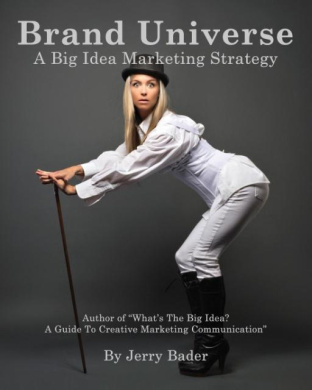 Brand Universe
A Big Idea Marketing Strategy
Author of “What’s The Big Idea?
A Guide To Creative Marketing Communication”
By Jerry Bader